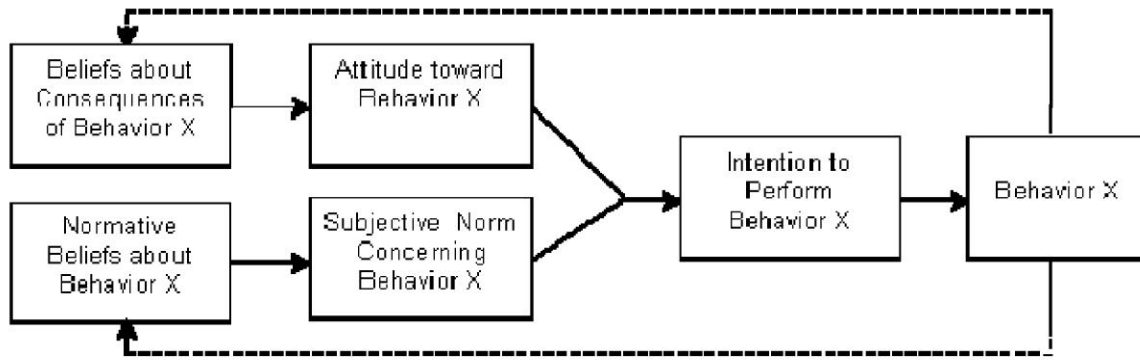 Beliefs about
Consequences
of Behavior X
Attitude toward
Behavior X
Normative
Beliefs about
Behavior X
Subjective Norm
Concerning
Behavior X
Intention to
Perform
Behavior X
Behavior X